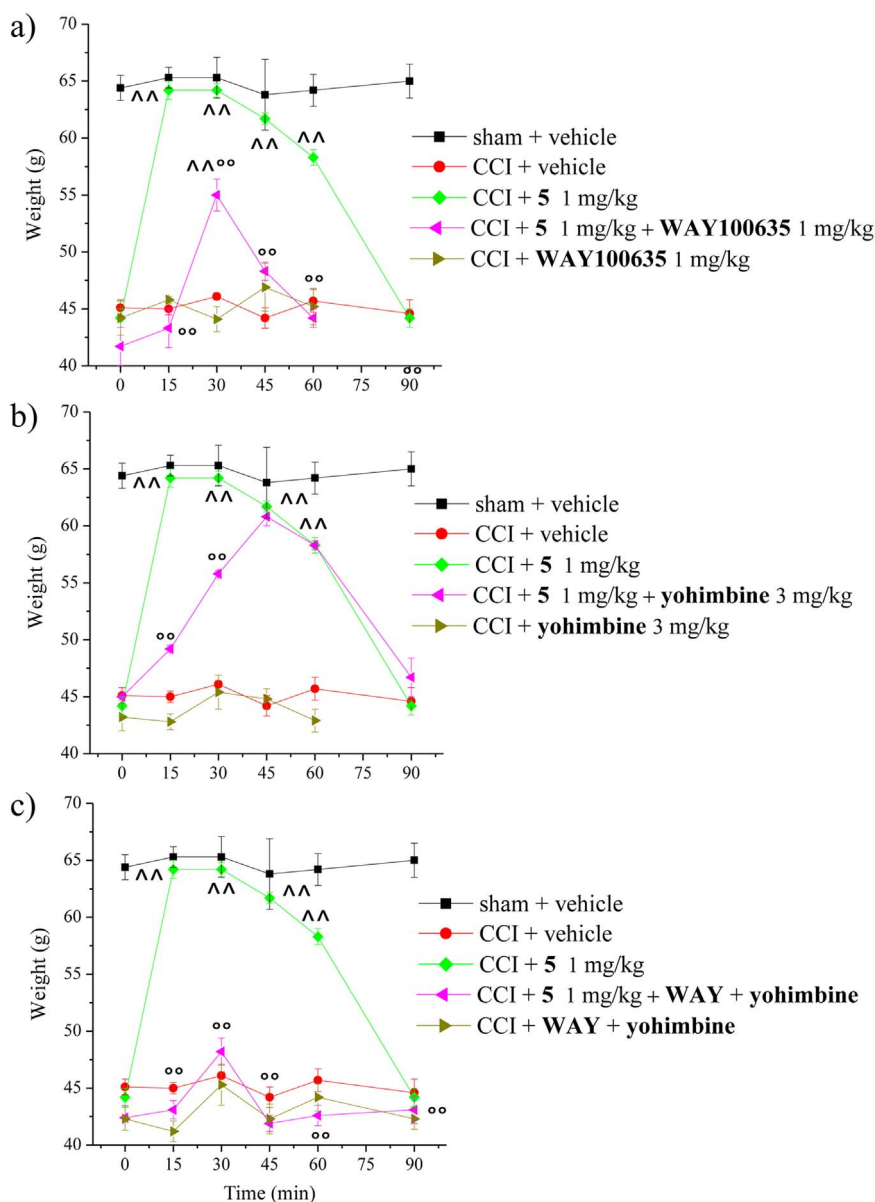 a)
70
65
60
55
50
45
40
Weight (g)
^^
^^
^^
^^
^^°°
°°
°°
°°
°°
0 15 30 45 60 75 90
sham + vehicle
CCI + vehicle
CCI + 5 1 mg/kg
CCI + 5 1 mg/kg + WAY100635 1 mg/kg
CCI + WAY100635 1 mg/kg
b)
70
65
60
55
50
45
40
Weight (g)
^^
^^
^^
^^
°°
°°
0 15 30 45 60 75 90
sham + vehicle
CCI + vehicle
CCI + 5 1 mg/kg
CCI + 5 1 mg/kg + yohimbine 3 mg/kg
CCI + yohimbine 3 mg/kg
c)
70
65
60
55
50
45
40
Weight (g)
^^
^^
^^
^^
°°
°°
°°
°°
°°
0 15 30 45 60 75 90
Time (min)
sham + vehicle
CCI + vehicle
CCI + 5 1 mg/kg
CCI + 5 1 mg/kg + WAY + yohimbine
CCI + WAY + yohimbine